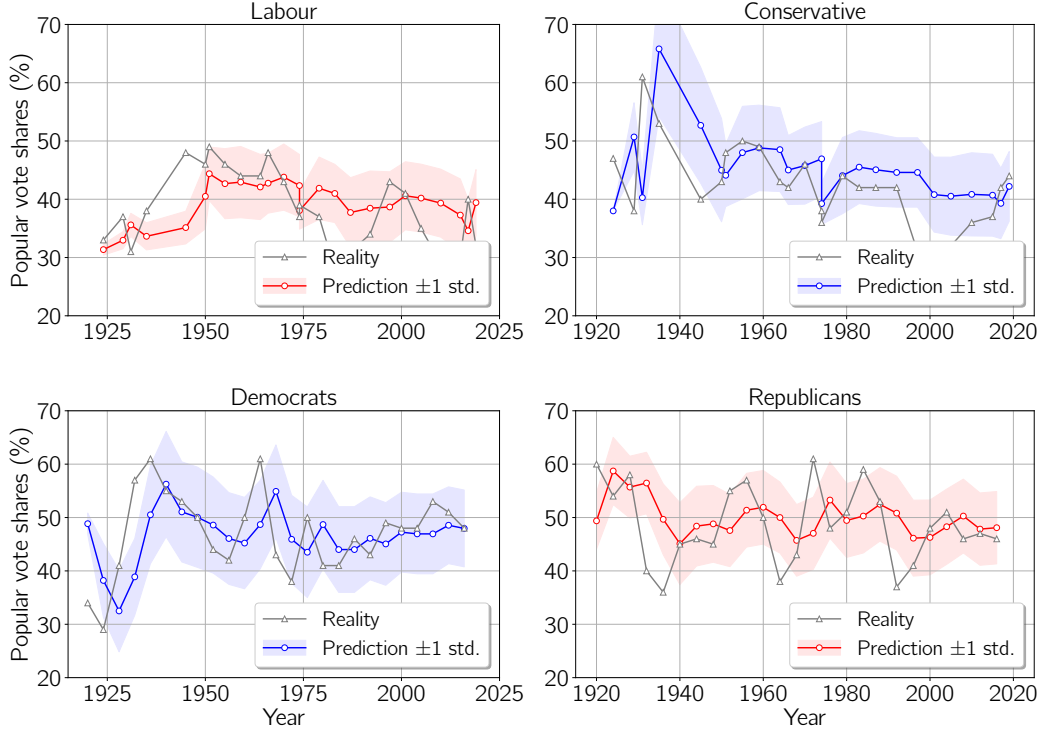 Labour
Conservative
Popular vote shares (%)
70
60
50
40
30
20
1925
1950
1975
2000
2025
Reality
Prediction ±1 std.
70
60
50
40
30
20
1920
1940
1960
1980
2000
2020
Reality
Prediction ±1 std.
Democrats
Republicans
Popular vote shares (%)
70
60
50
40
30
20
1925
1950
1975
2000
2025
Year
Reality
Prediction ±1 std.
70
60
50
40
30
20
1920
1940
1960
1980
2000
2020
Year
Reality
Prediction ±1 std.